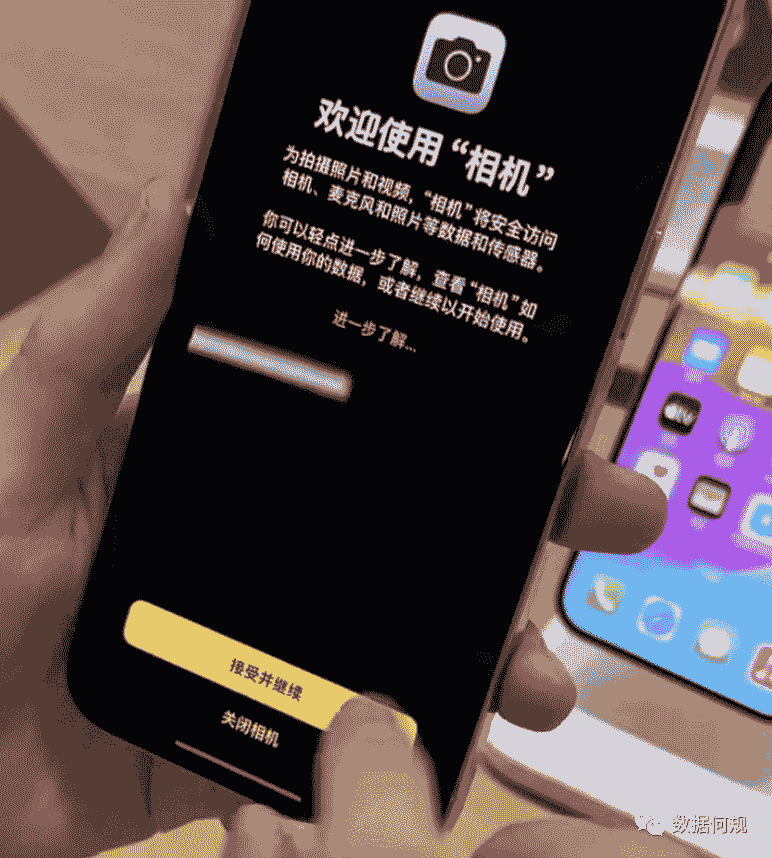 欢迎使用“相机”
为拍摄照片和视频，“相机”将安全访问
相机、麦克风和照片等数据和传感器。
你可以轻点进一步了解，查看“相机”如
何使用你的数据，或者继续以开始使用。
进一步了解...
接受并继续
关闭相机
数据何规